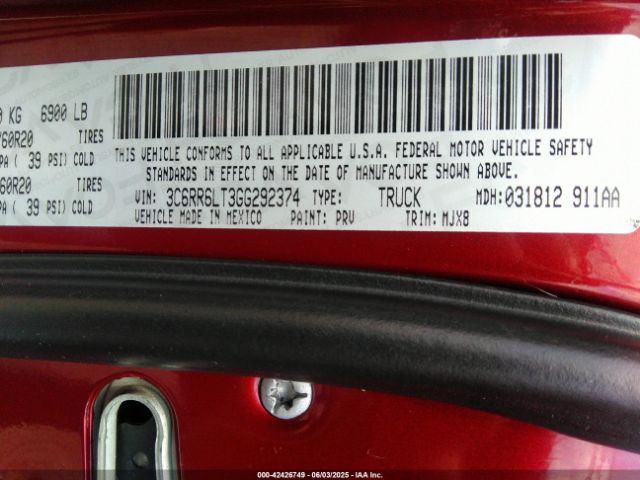 KG 6900 LB
60R20 TIRES
PA ( 39 PSI) COLD
60R20 TIRES
PA ( 39 PSI) COLD
THIS VEHICLE CONFORMS TO ALL APPLICABLE U.S.A. FEDERAL MOTOR VEHICLE SAFETY
STANDARDS IN EFFECT ON THE DATE OF MANUFACTURE SHOWN ABOVE.
VIN: 3C6RR6LT3GG292374 TYPE: TRUCK MDH: 031812 911AA
VEHICLE MADE IN MEXICO PAINT: PRV TRIM: MJX8
000-42426749 - 06/03/2025 - IAAI.COM